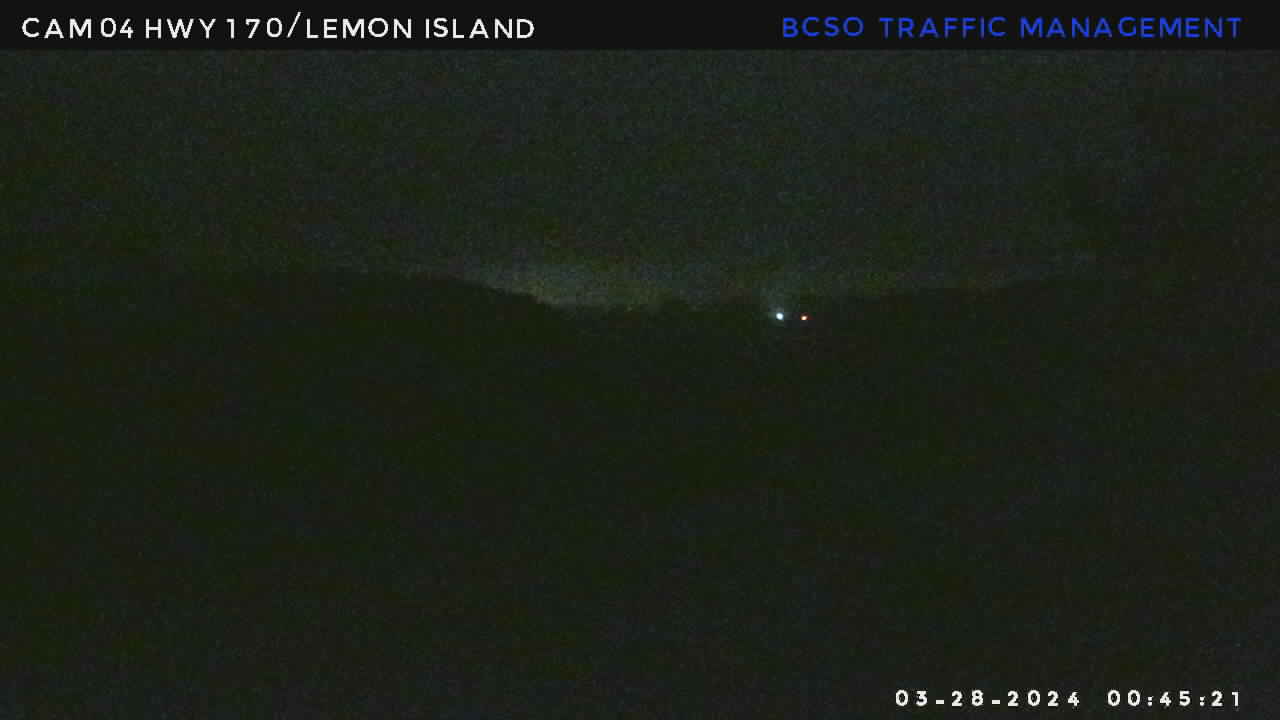 CAM 04 HWY 170/LEMON ISLAND
BCSO TRAFFIC MANAGEMENT
03-28-2024 00:45:21